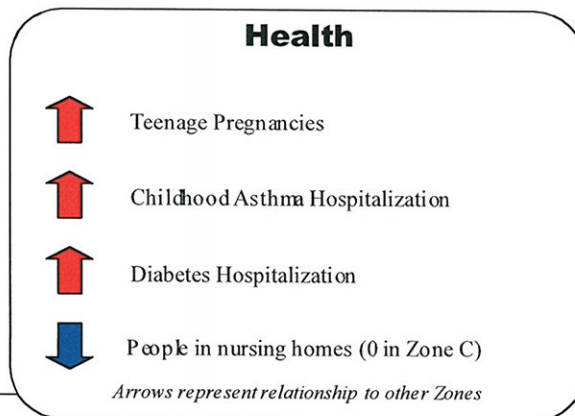 Health
Teenage Pregnancies
Childhood Asthma Hospitalization
Diabetes Hospitalization
People in nursing homes (0 in Zone C)
Arrows represent relationship to other Zones